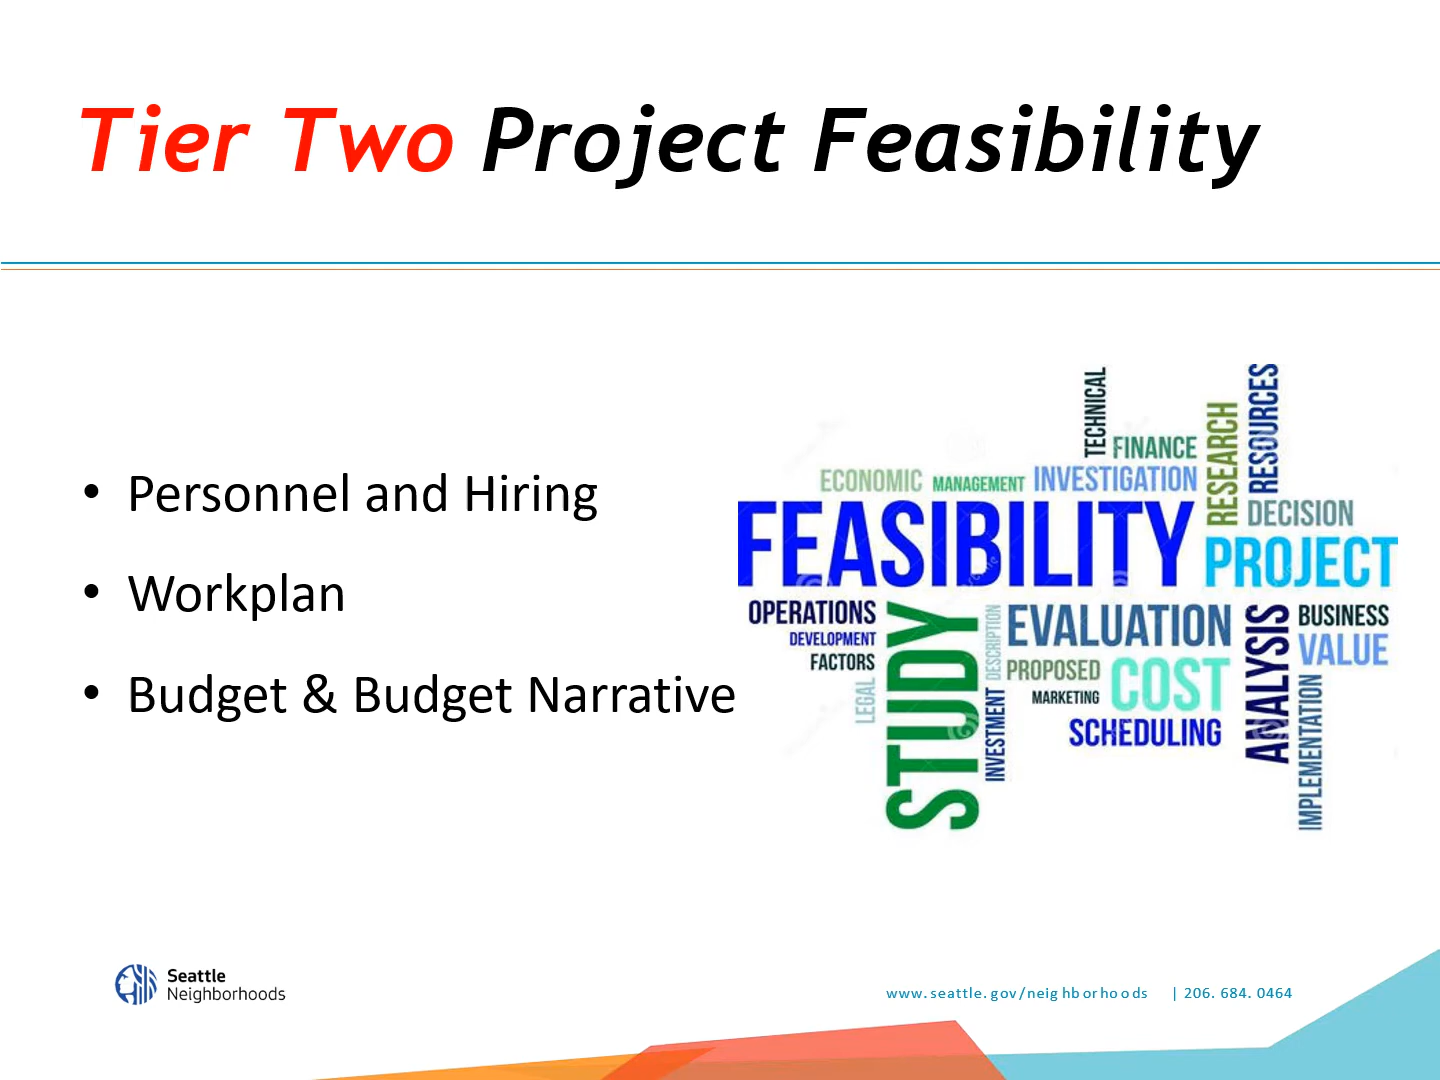 Tier Two Project Feasibility
• Personnel and Hiring
• Workplan
• Budget & Budget Narrative
TECHNICAL
FINANCE
RESEARCH
RESOURCES
ECONOMIC
MANAGEMENT
INVESTIGATION
DECISION
FEASIBILITY
PROJECT
OPERATIONS
DEVELOPMENT
FACTORS
LEGAL
STUDY
DESCRIPTION
INVESTMENT
EVALUATION
PROPOSED
MARKETING
COST
SCHEDULING
ANALYSIS
BUSINESS
VALUE
IMPLEMENTATION
Seattle
Neighborhoods
www.seattle.gov/neighborhoods | 206. 684. 0464